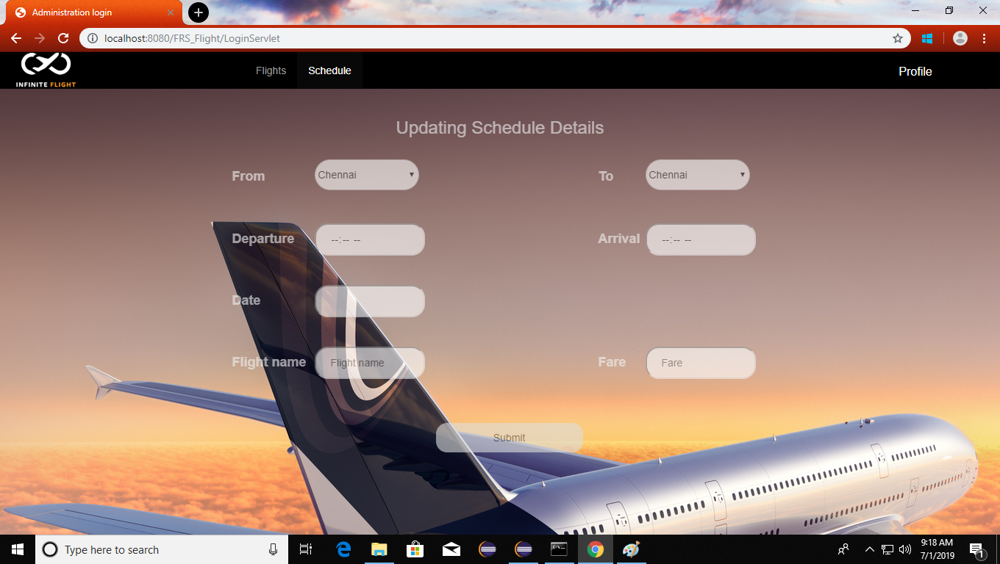 Administration login
localhost:8080/FRS_Flight/LoginServlet
INFINITE FLIGHT
Flights Schedule Profile
Updating Schedule Details
From Chennai To Chennai
Departure --:-- -- Arrival --:-- --
Date
Flight name Flight name Fare Fare
Submit
Type here to search
9:18 AM
7/1/2019
1